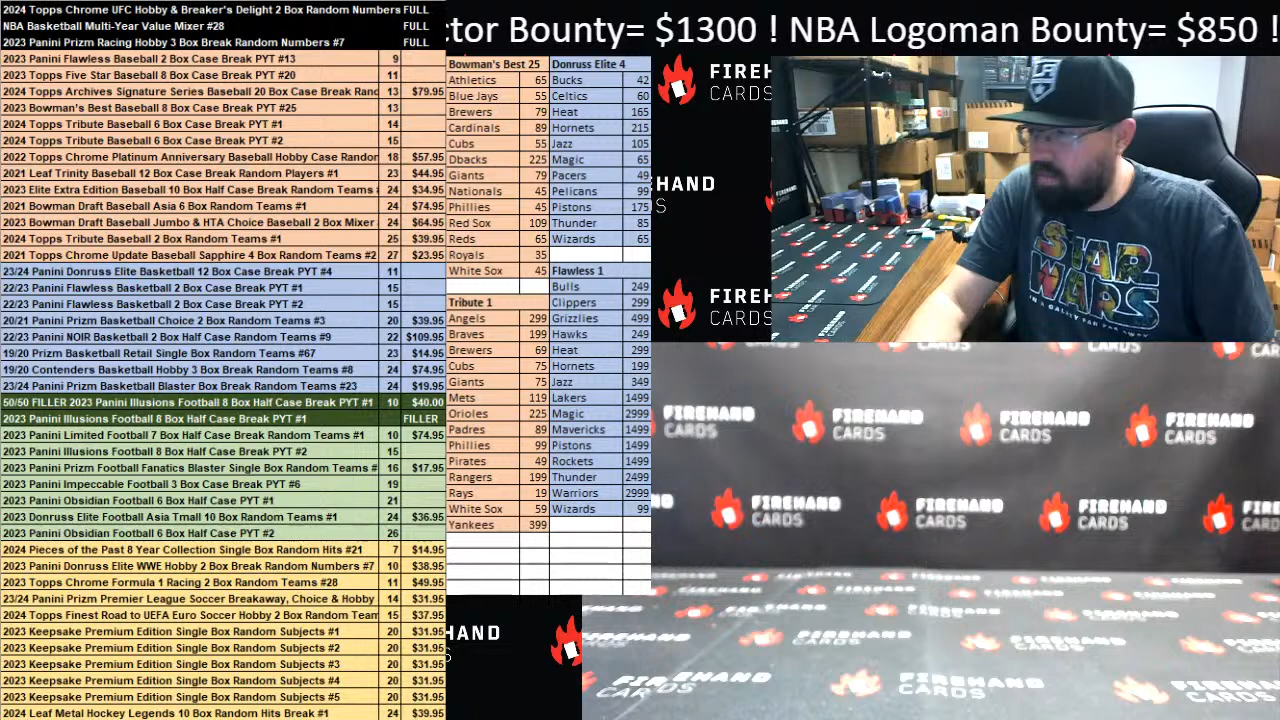 ctor Bounty= $1300 ! NBA Logoman Bounty= $850 !
2024 Topps Chrome UFC Hobby & Breaker's Delight 2 Box Random Numbers FULL
NBA Basketball Multi-Year Value Mixer #28 FULL
2023 Panini Prizm Racing Hobby 3 Box Break Random Numbers #7 FULL
2023 Panini Flawless Baseball 2 Box Case Break PYT #13 9
2023 Topps Five Star Baseball 8 Box Case Break PYT #20 11
2024 Topps Archives Signature Series Baseball 20 Box Case Break Ranc 13 $79.95
2023 Bowman's Best Baseball 8 Box Case Break PYT #25 13
2024 Topps Tribute Baseball 6 Box Case Break PYT #1 14
2024 Topps Tribute Baseball 6 Box Case Break PYT #2 15
2022 Topps Chrome Platinum Anniversary Baseball Hobby Case Randor 18 $57.95
2021 Leaf Trinity Baseball 12 Box Case Break Random Players #1 23 $44.95
2023 Elite Extra Edition Baseball 10 Box Half Case Break Random Teams 24 $34.95
2021 Bowman Draft Baseball Asia 6 Box Random Teams #1 24 $74.95
2023 Bowman Draft Baseball Jumbo & HTA Choice Baseball 2 Box Mixer 24 $64.95
2024 Topps Tribute Baseball 2 Box Random Teams #1 25 $39.95
2021 Topps Chrome Update Baseball Sapphire 4 Box Random Teams #2 27 $23.95
23/24 Panini Donruss Elite Basketball 12 Box Case Break PYT #4 11
22/23 Panini Flawless Basketball 2 Box Case Break PYT #1 15
22/23 Panini Flawless Basketball 2 Box Case Break PYT #2 15
20/21 Panini Prizm Basketball Choice 2 Box Random Teams #3 20 $39.95
22/23 Panini NOIR Basketball 2 Box Case Break Random Teams #9 22 $109.95
19/20 Prizm Basketball Retail Single Box Random Teams #67 23 $14.95
19/20 Contenders Basketball Hobby 3 Box Break Random Teams #8 24 $74.95
23/24 Panini Prizm Basketball Blaster Box Break Random Teams #23 24 $19.95
50/50 FILLER 2023 Panini Illusions Football 8 Box Half Case Break PYT #1 10 $40.00
2023 Panini Illusions Football 8 Box Half Case Break PYT #1 FILLER
2023 Panini Limited Football 7 Box Half Case Break Random Teams #1 10 $74.95
2023 Panini Illusions Football 8 Box Half Case Break PYT #2 15
2023 Panini Prizm Football Fanatics Blaster Single Box Random Teams # 16 $17.95
2023 Panini Impeccable Football 3 Box Case Break PYT #6 19
2023 Panini Obsidian Football 6 Box Half Case PYT #1 21
2023 Donruss Elite Football Asia Tmall 10 Box Random Teams #1 24 $36.95
2023 Panini Obsidian Football 6 Box Half Case PYT #2 26
2024 Pieces of the Past 8 Year Collection Single Box Random Hits #21 7 $14.95
2023 Panini Donruss Elite WWE Hobby 2 Box Break Random Numbers #7 10 $38.95
2023 Topps Chrome Formula 1 Racing 2 Box Random Teams #28 11 $49.95
23/24 Panini Prizm Premier League Soccer Breakaway, Choice & Hobby 14 $31.95
2024 Topps Finest Road to UEFA Euro Soccer Hobby 2 Box Random Team 15 $37.95
2023 Keepsake Premium Edition Single Box Random Subjects #1 20 $31.95
2023 Keepsake Premium Edition Single Box Random Subjects #2 20 $31.95
2023 Keepsake Premium Edition Single Box Random Subjects #3 20 $31.95
2023 Keepsake Premium Edition Single Box Random Subjects #4 20 $31.95
2023 Keepsake Premium Edition Single Box Random Subjects #5 20 $31.95
2024 Leaf Metal Hockey Legends 10 Box Random Hits Break #1 24 $39.95
Bowman's Best 25
Athletics 65
Blue Jays 55
Brewers 79
Cardinals 89
Cubs 55
Dbacks 225
Giants 79
Nationals 45
Phillies 45
Red Sox 109
Reds 65
Royals 35
White Sox 45
Tribute 1
Angels 299
Braves 199
Brewers 69
Cubs 75
Giants 75
Mets 119
Orioles 225
Padres 89
Phillies 99
Pirates 49
Rangers 199
Rays 19
White Sox 59
Yankees 399
Donruss Elite 4
Bucks 42
Celtics 60
Heat 165
Hornets 215
Jazz 105
Magic 65
Pacers 49
Pelicans 99
Pistons 175
Thunder 85
Wizards 65
Flawless 1
Bulls 249
Clippers 299
Grizzlies 499
Hawks 249
Heat 299
Hornets 199
Jazz 349
Lakers 1499
Magic 2999
Mavericks 1499
Pistons 1499
Rockets 1499
Thunder 2499
Warriors 2999
Wizards 99
FIREH
CARDS
HAND
FIREH
CARDS
HAND
STAR
WARS
FIREHAND
CARDS
FIREHAND
CARDS
FIREHAND
CARDS
FIREHAND
CARDS
FIREHAND
CARDS
FIREHAND
CARDS